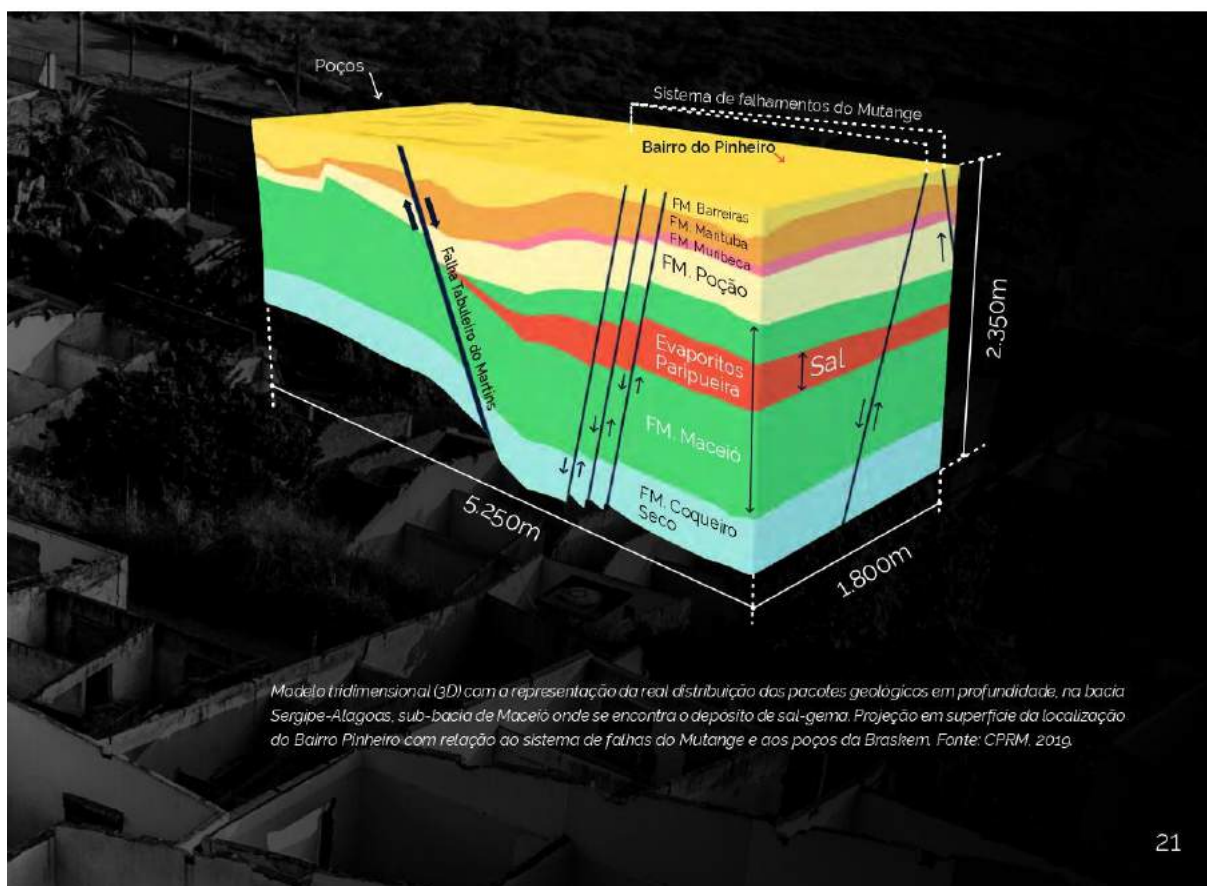 Poços
Sistema de falhamentos do Mutange
Bairro do Pinheiro
FM. Barreiras
FM. Marituba
FM. Muribeca
FM. Poção
Falha Tabuleiro do Martins
Evaporitos
Paripueira
Sal
FM. Maceió
FM. Coqueiro
Seco
2.350m
5.250m
1.800m
Modelo tridimensional (3D) com a representação da real distribuição dos pacotes geológicos em profundidade, na bacia
Sergipe-Alagoas, sub-bacia de Maceió onde se encontra o depósito de sal-gema. Projeção em superfície da localização
do Bairro Pinheiro com relação ao sistema de falhas do Mutange e aos poços da Braskem. Fonte: CPRM, 2019.
21